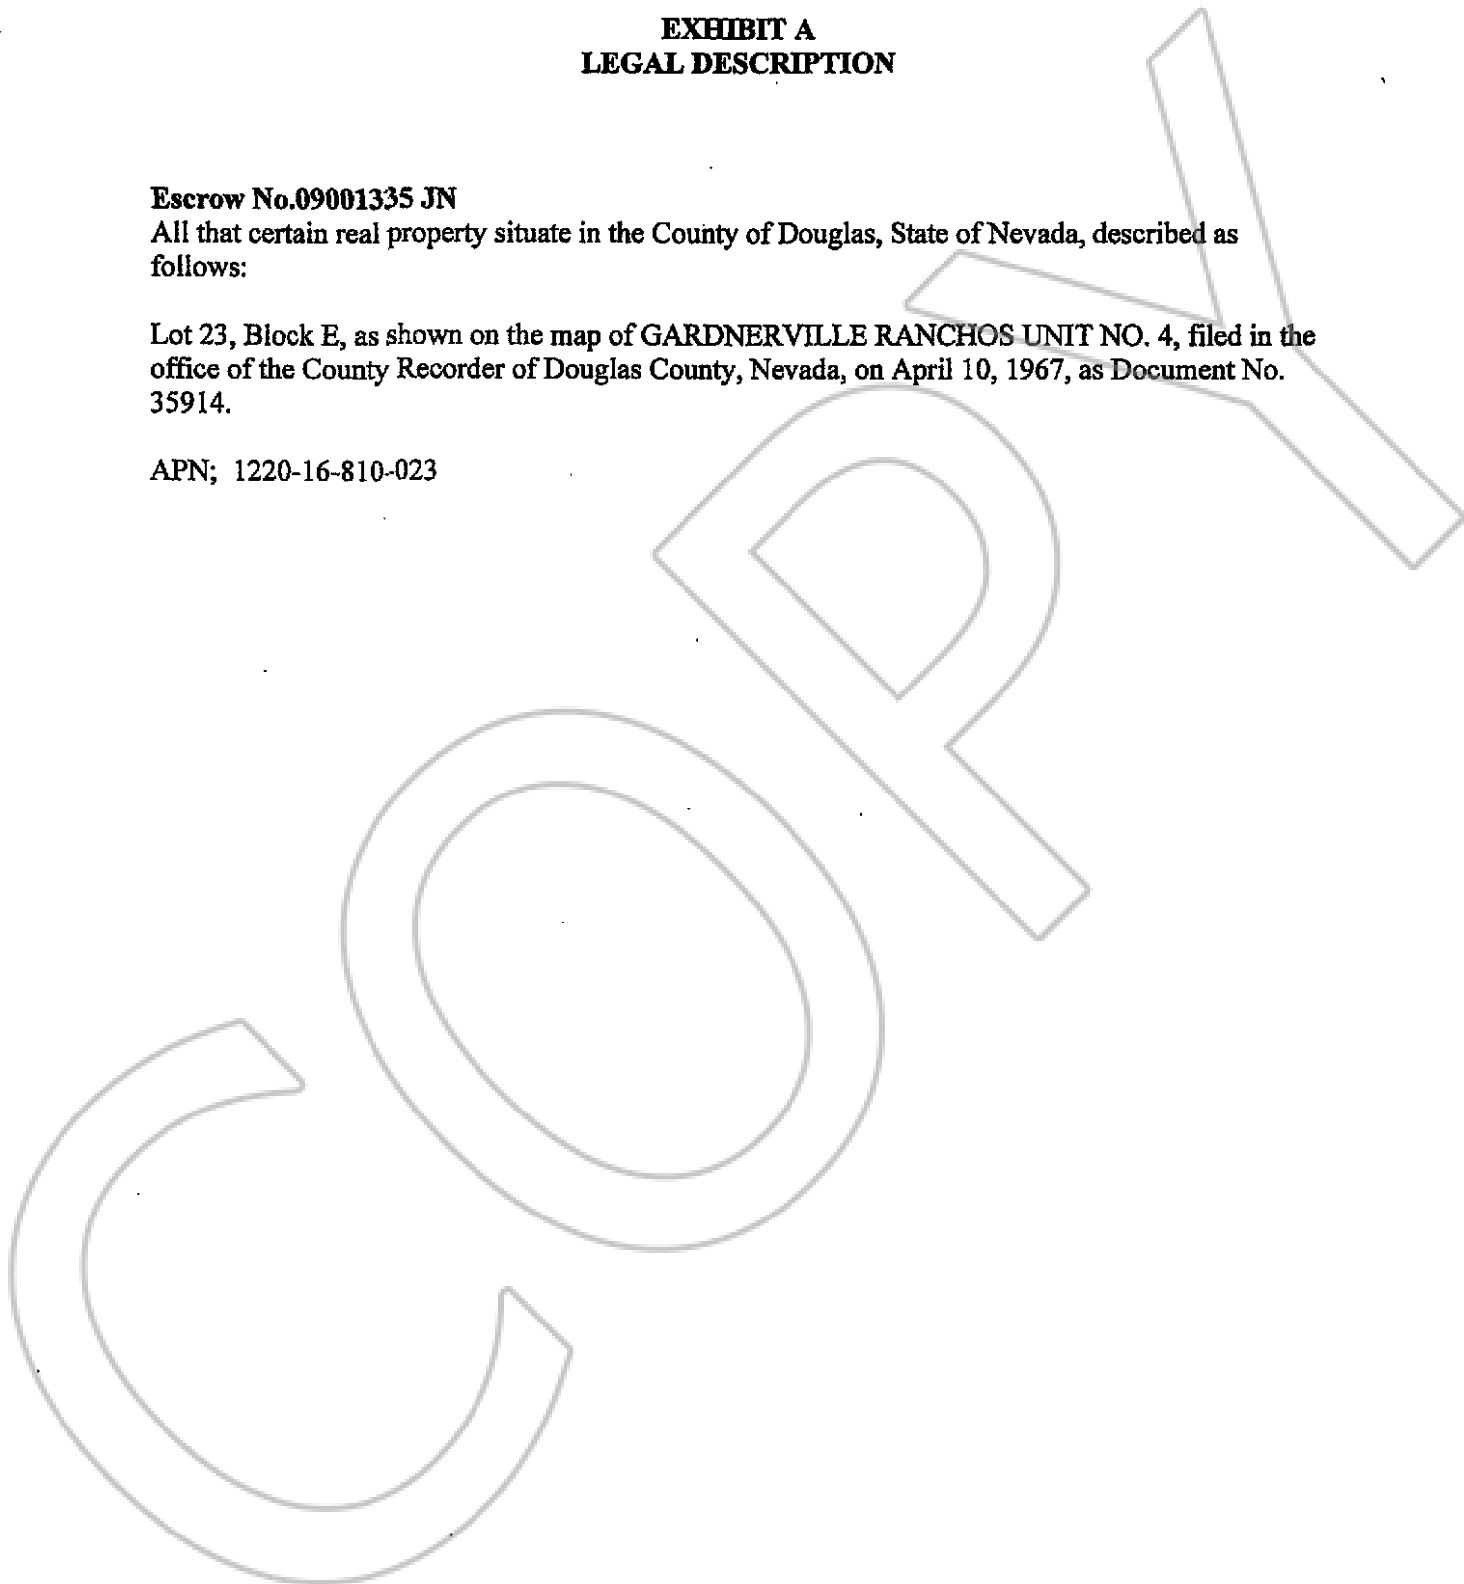 EXHIBIT A
LEGAL DESCRIPTION
Escrow No.09001335 JN
All that certain real property situate in the County of Douglas, State of Nevada, described as
follows:
Lot 23, Block E, as shown on the map of GARDNERVILLE RANCHOS UNIT NO. 4, filed in the
office of the County Recorder of Douglas County, Nevada, on April 10, 1967, as Document No.
35914.
APN; 1220-16-810-023
COPY